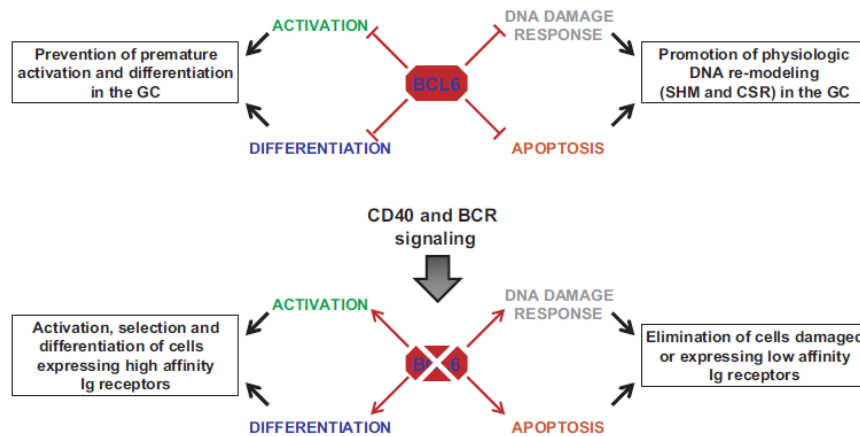 ACTIVATION
DNA DAMAGE
RESPONSE
Prevention of premature
activation and differentiation
in the GC
BCL6
Promotion of physiologic
DNA re-modeling
(SHM and CSR) in the GC
DIFFERENTIATION
APOPTOSIS
CD40 and BCR
signaling
ACTIVATION
DNA DAMAGE
RESPONSE
Activation, selection and
differentiation of cells
expressing high affinity
Ig receptors
BCL6
Elimination of cells damaged
or expressing low affinity
Ig receptors
DIFFERENTIATION
APOPTOSIS